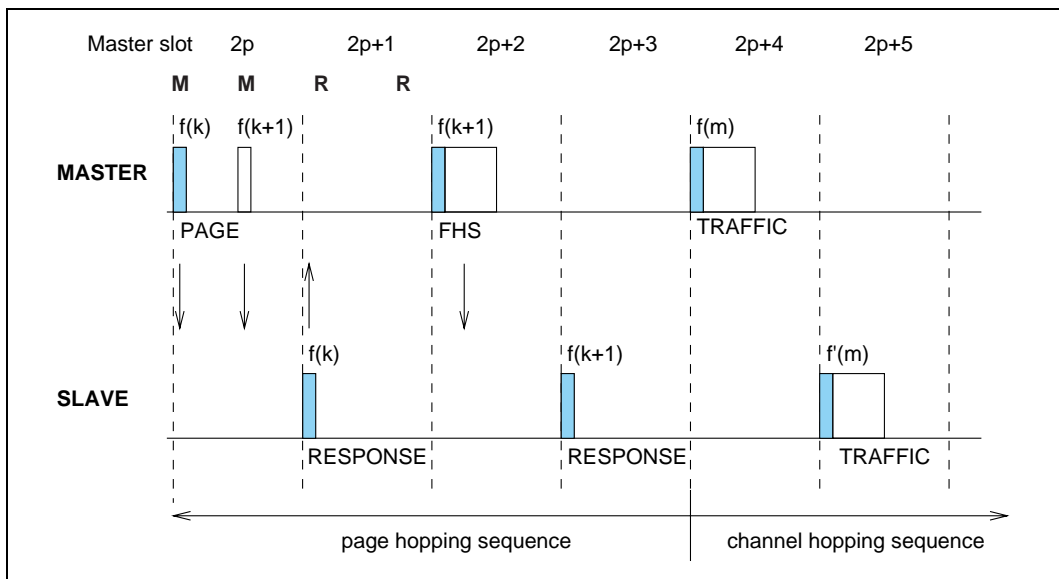 Master slot 2p 2p+1 2p+2 2p+3 2p+4 2p+5
M M R R
f(k) f(k+1) f(k+1) f(m)
MASTER
PAGE FHS TRAFFIC
f(k) f(k+1) f'(m)
SLAVE
RESPONSE RESPONSE TRAFFIC
page hopping sequence channel hopping sequence